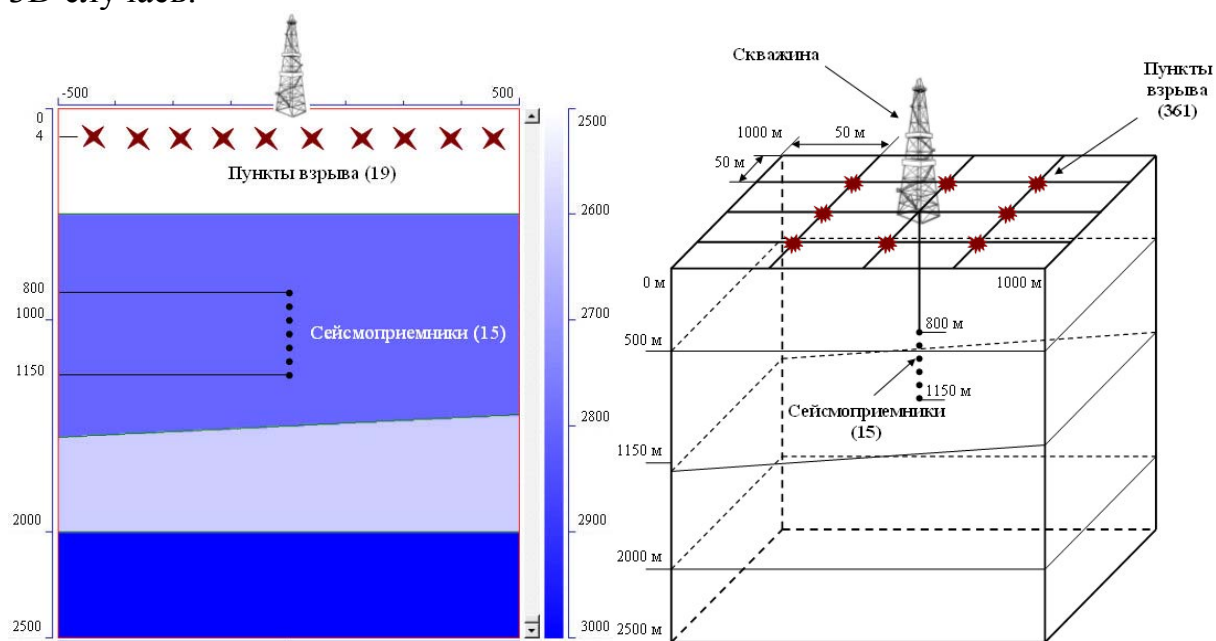 3D случаев.
-500
500
0
4
Пункты взрыва (19)
800
1000
1150
Сейсмоприемники (15)
2000
2500
2500
2600
2700
2800
2900
3000
Скважина
Пункты
взрыва
(361)
1000 м
50 м
50 м
0 м
1000 м
800 м
500 м
1150 м
Сейсмоприемники
(15)
1150 м
2000 м
2500 м